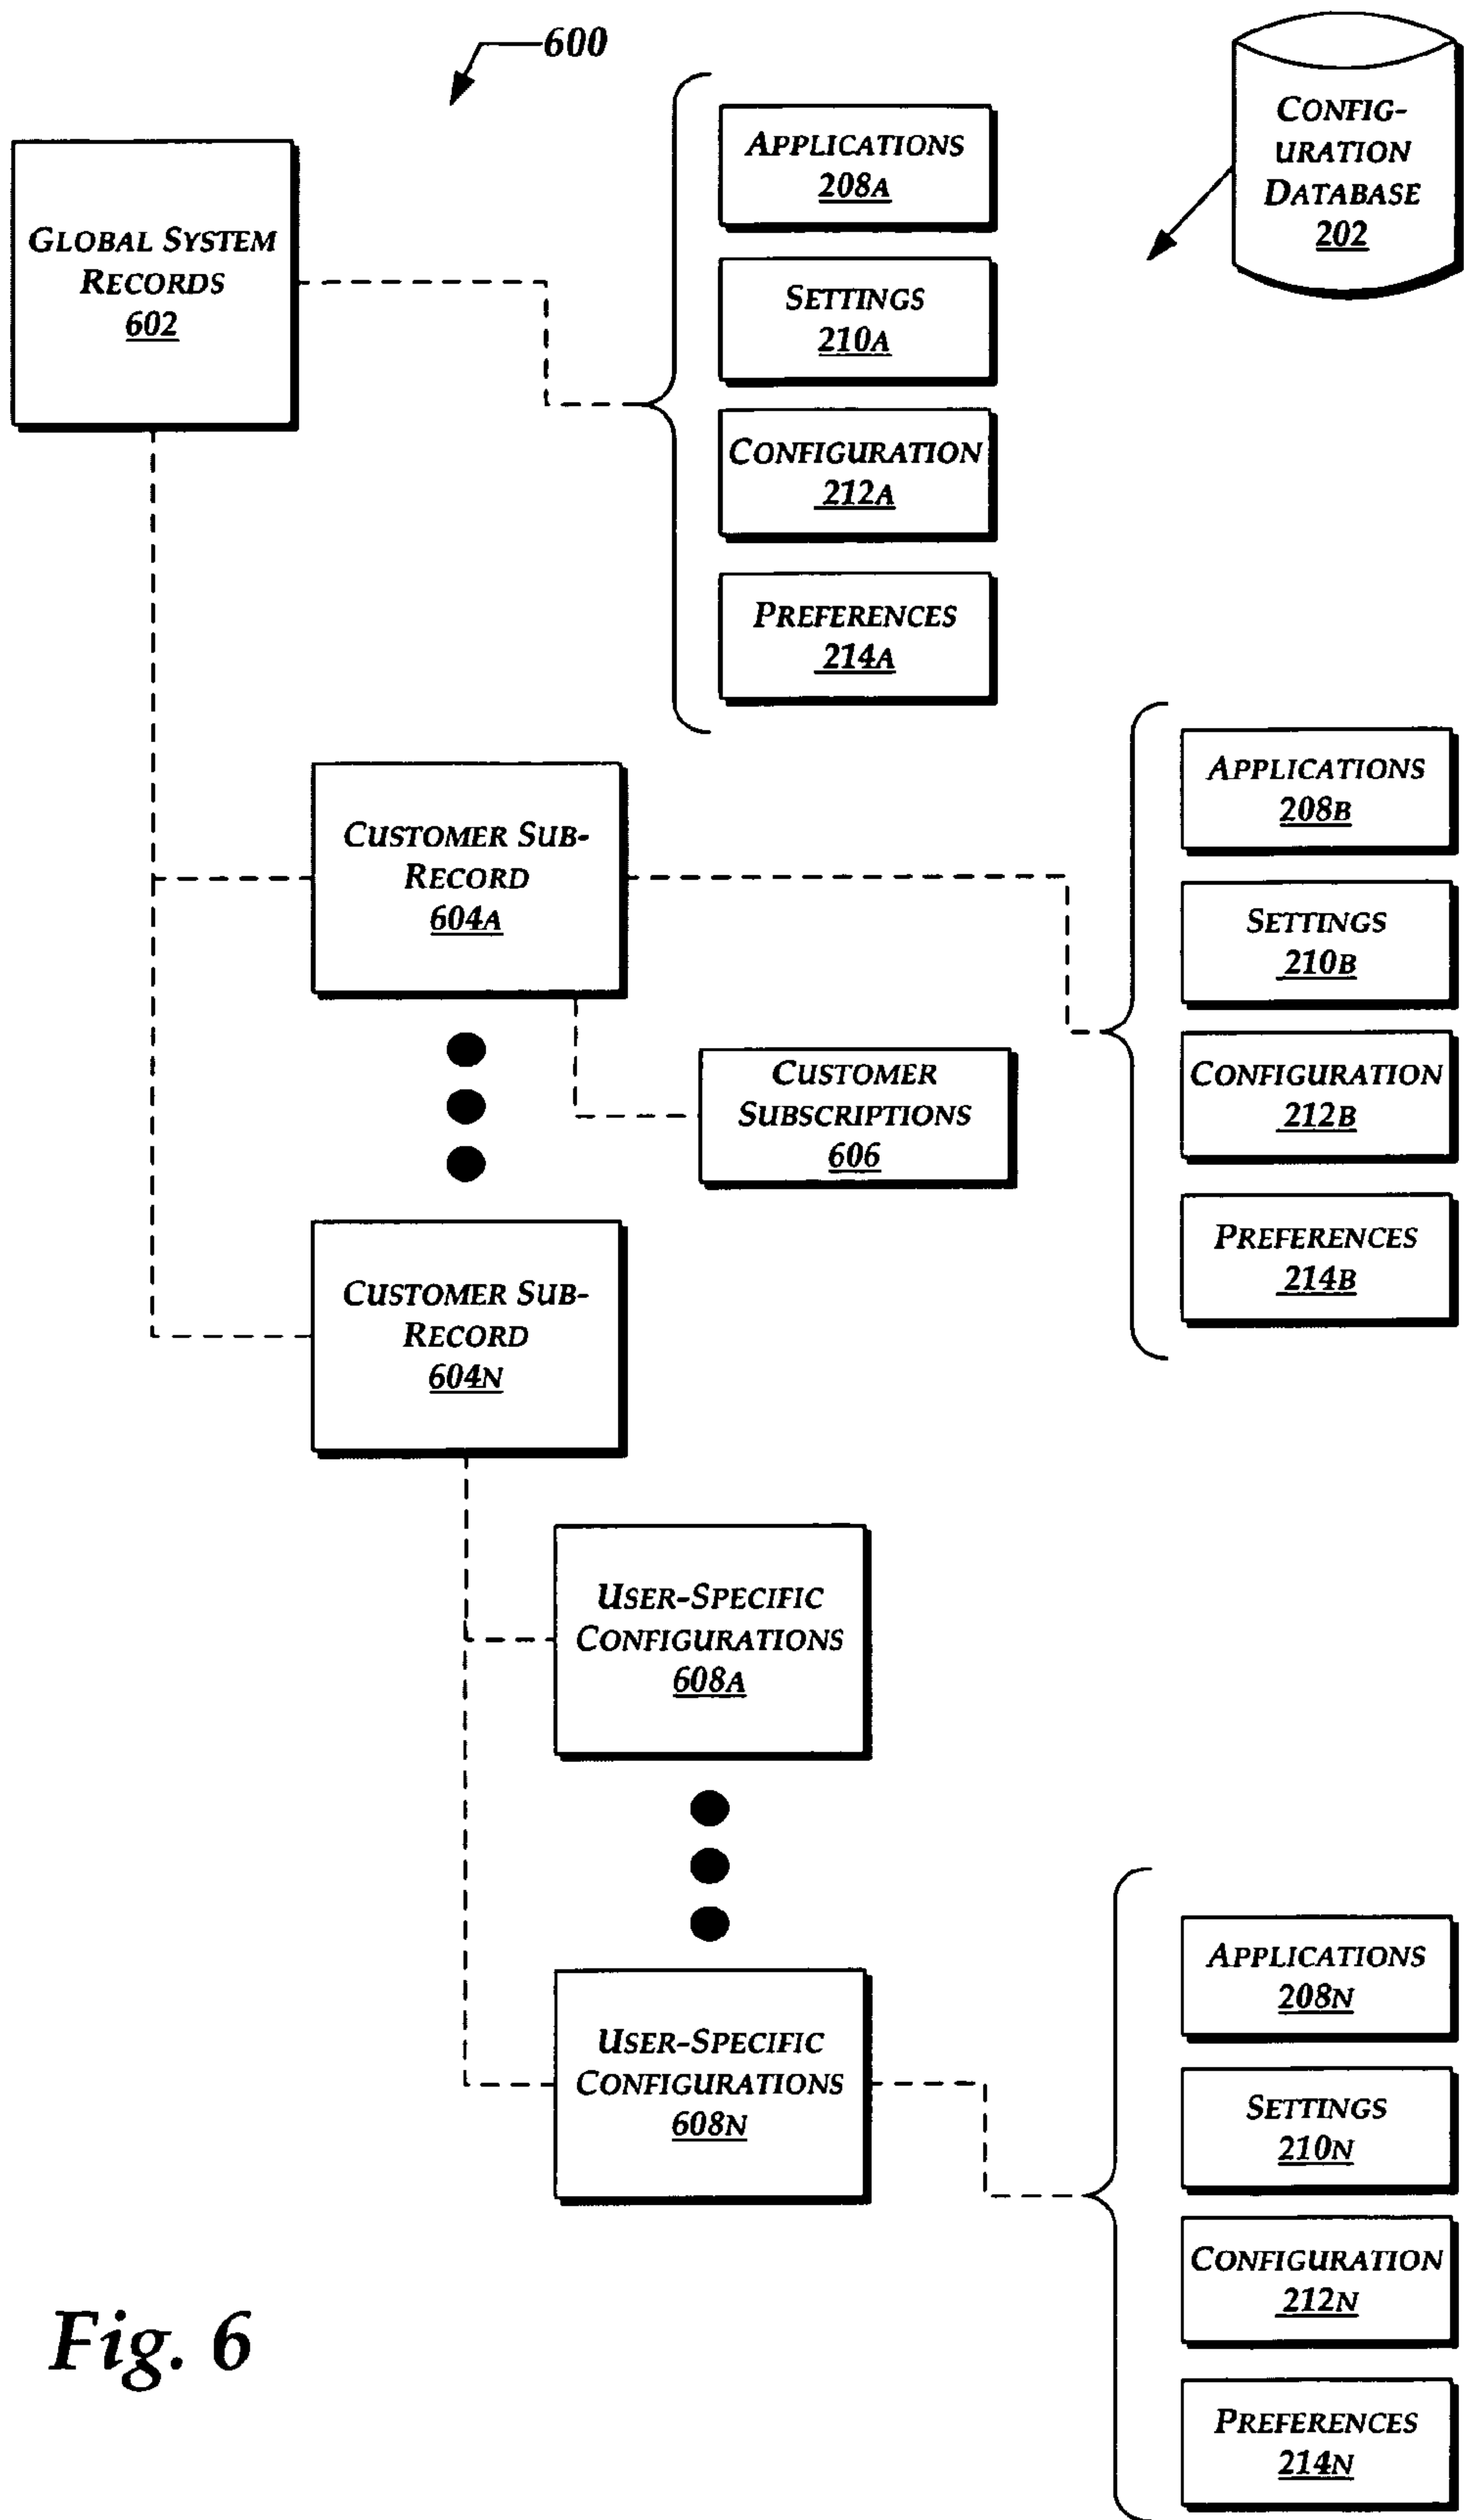 600
CONFIG-
URATION
DATABASE
202
GLOBAL SYSTEM
RECORDS
602
APPLICATIONS
208A
SETTINGS
210A
CONFIGURATION
212A
PREFERENCES
214A
CUSTOMER SUB-
RECORD
604A
APPLICATIONS
208B
SETTINGS
210B
CONFIGURATION
212B
PREFERENCES
214B
CUSTOMER
SUBSCRIPTIONS
606
CUSTOMER SUB-
RECORD
604N
USER-SPECIFIC
CONFIGURATIONS
608A
USER-SPECIFIC
CONFIGURATIONS
608N
APPLICATIONS
208N
SETTINGS
210N
CONFIGURATION
212N
PREFERENCES
214N
Fig. 6